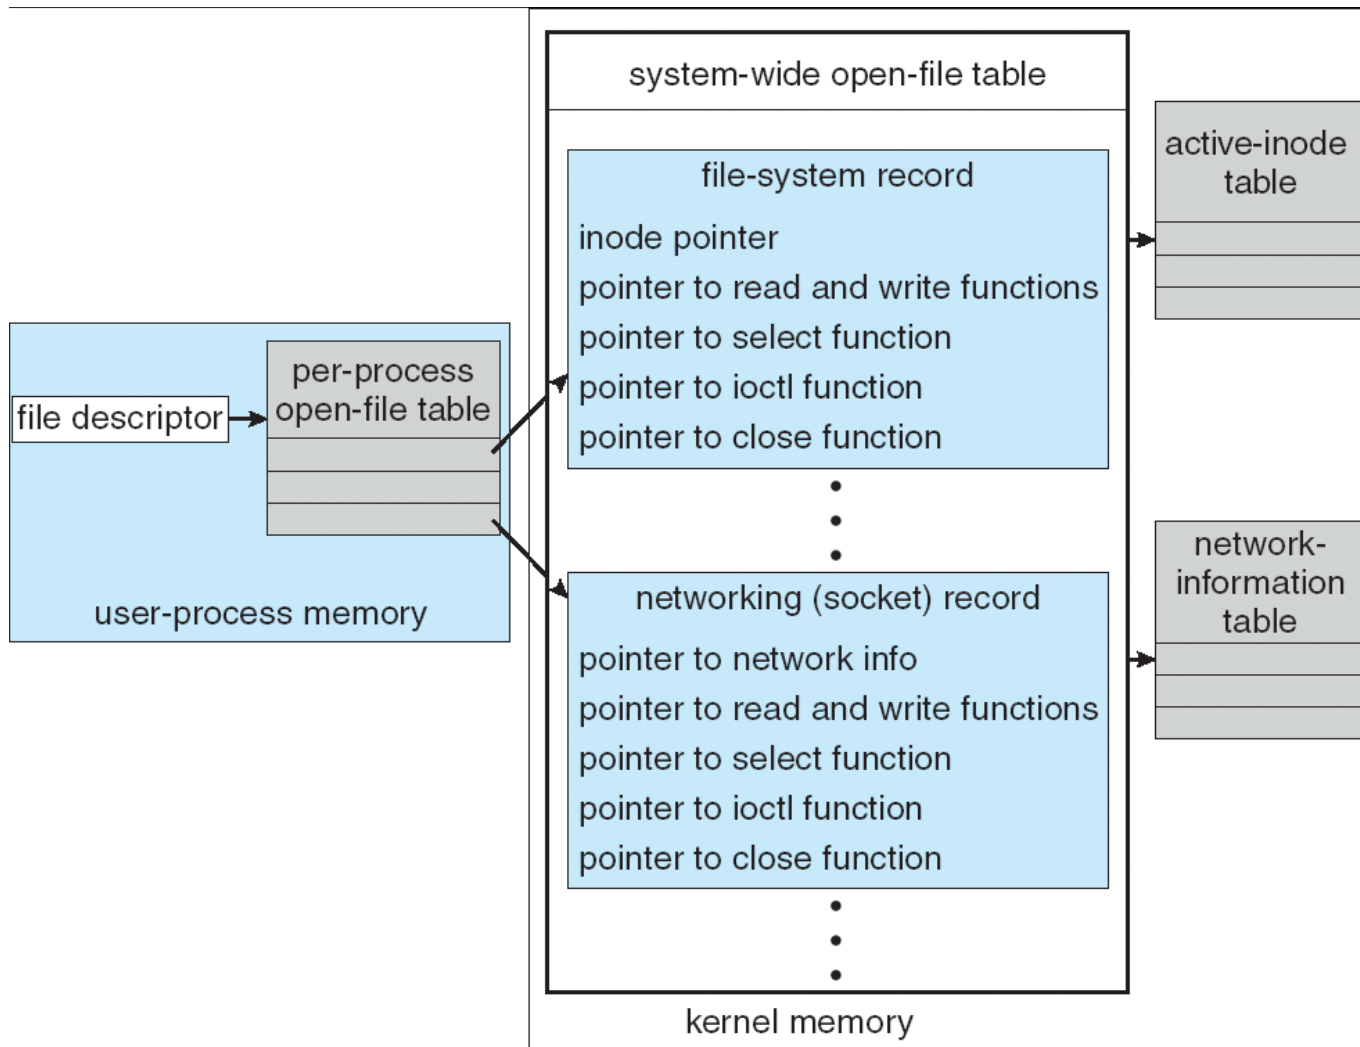 system-wide open-file table
file-system record
inode pointer
pointer to read and write functions
pointer to select function
pointer to ioctl function
pointer to close function
active-inode
table
file descriptor
per-process
open-file table
user-process memory
networking (socket) record
pointer to network info
pointer to read and write functions
pointer to select function
pointer to ioctl function
pointer to close function
network-
information
table
kernel memory